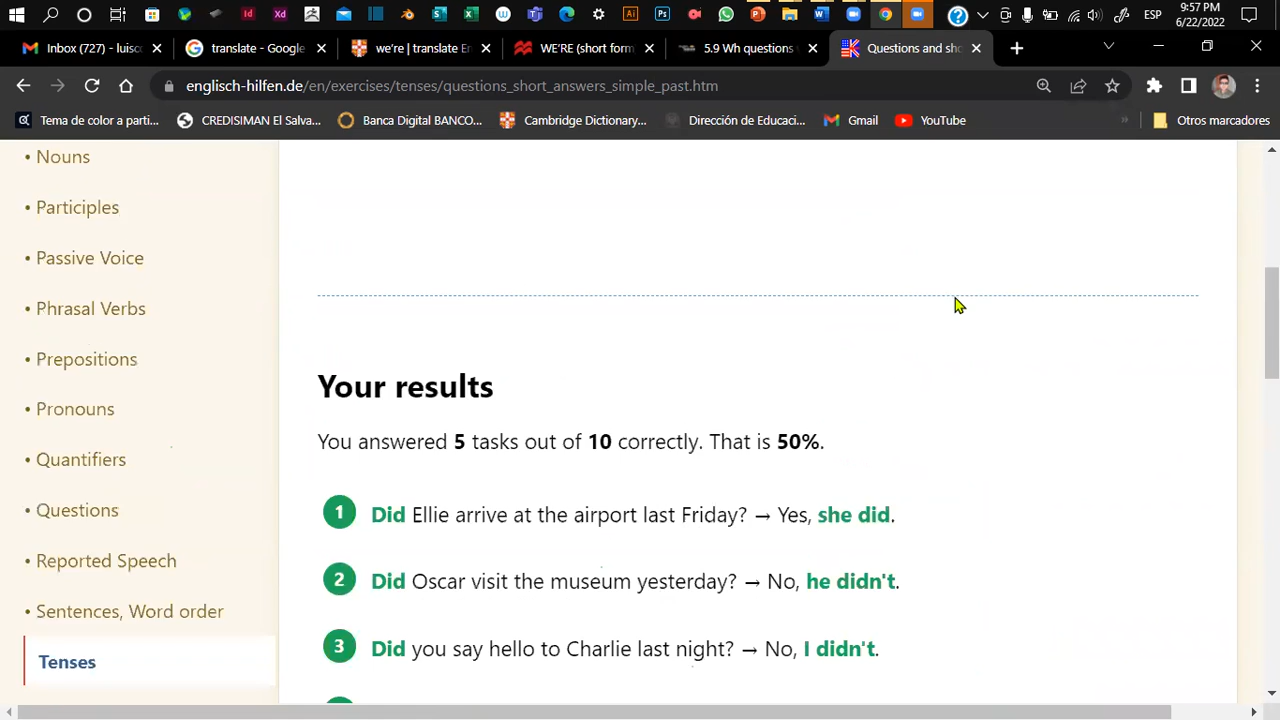 9:57 PM
ESP
6/22/2022
Inbox (727) - luisc
translate - Google
we're | translate En
WE'RE (short form
5.9 Wh questions
Questions and sho
englisch-hilfen.de/en/exercises/tenses/questions_short_answers_simple_past.htm
Tema de color a parti...
CREDISIMAN El Salva...
Banca Digital BANCO...
Cambridge Dictionary...
Dirección de Educaci...
Gmail
YouTube
»
Otros marcadores
• Nouns
• Participles
• Passive Voice
• Phrasal Verbs
• Prepositions
• Pronouns
• Quantifiers
• Questions
• Reported Speech
• Sentences, Word order
Tenses
Your results
You answered 5 tasks out of 10 correctly. That is 50%.
1 Did Ellie arrive at the airport last Friday? → Yes, she did.
2 Did Oscar visit the museum yesterday? → No, he didn't.
3 Did you say hello to Charlie last night? → No, I didn't.